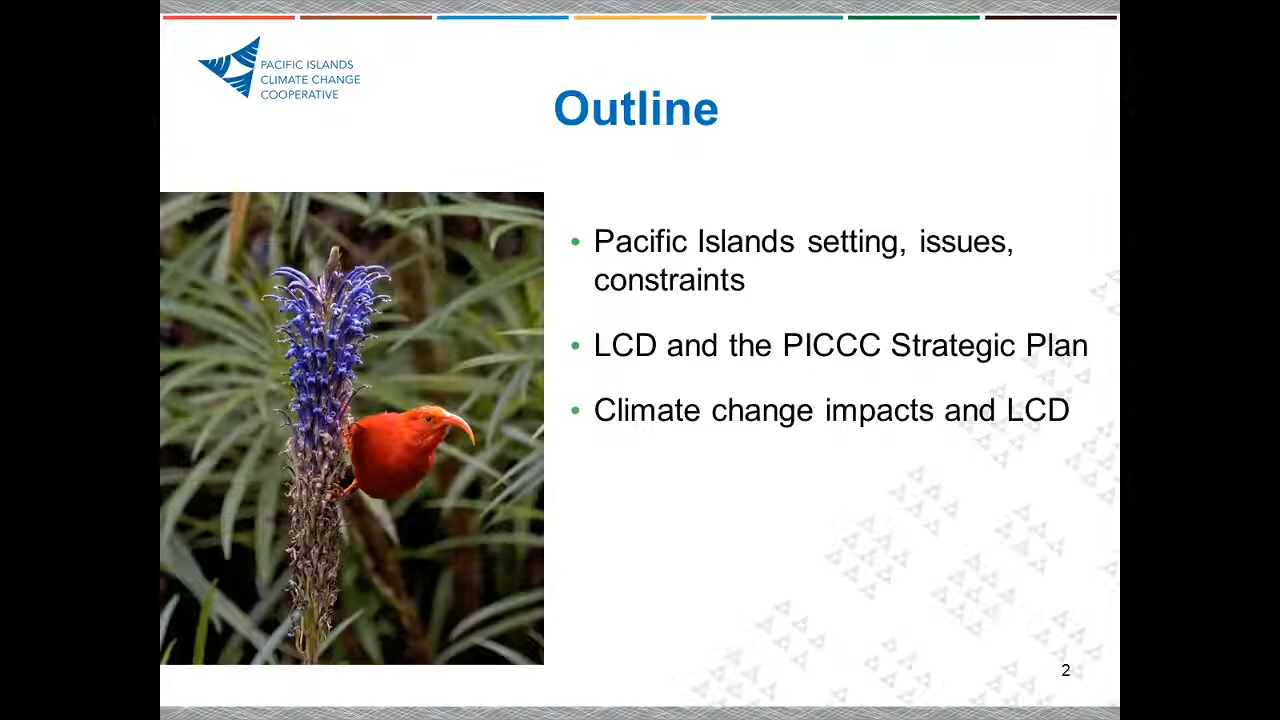 PACIFIC ISLANDS
CLIMATE CHANGE
COOPERATIVE
Outline
• Pacific Islands setting, issues,
constraints
• LCD and the PICCC Strategic Plan
• Climate change impacts and LCD
2